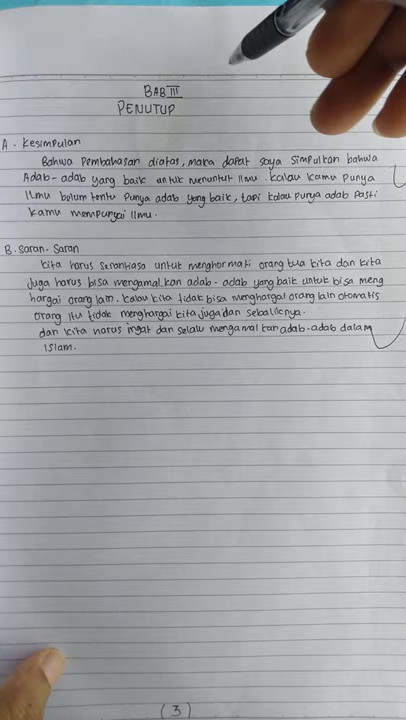 BAB III
PENUTUP
A. Kesimpulan
Bahwa Pembahasan diatas, maka dapat saya simpulkan bahwa
Adab-adab yang baik untuk menuntut Ilmu. kalau kamu punya
Ilmu belum tentu Punya adab yang baik, tapi kalau punya adab Pasti
kamu mempunyai Ilmu.
B. Saran-Saran
kita harus Senantiasa untuk menghormati orang tua kita dan kita
Juga harus bisa mengamalkan adab-adab yang baik untuk bisa meng
hargai orang lain. kalau kita tidak bisa menghargai orang lain otomatis
orang Itu tidak menghargai kita juga dan sebaliknya.
dan kita harus ingat dan selalu mengamalkan adab-adab dalam
Islam.
(3)